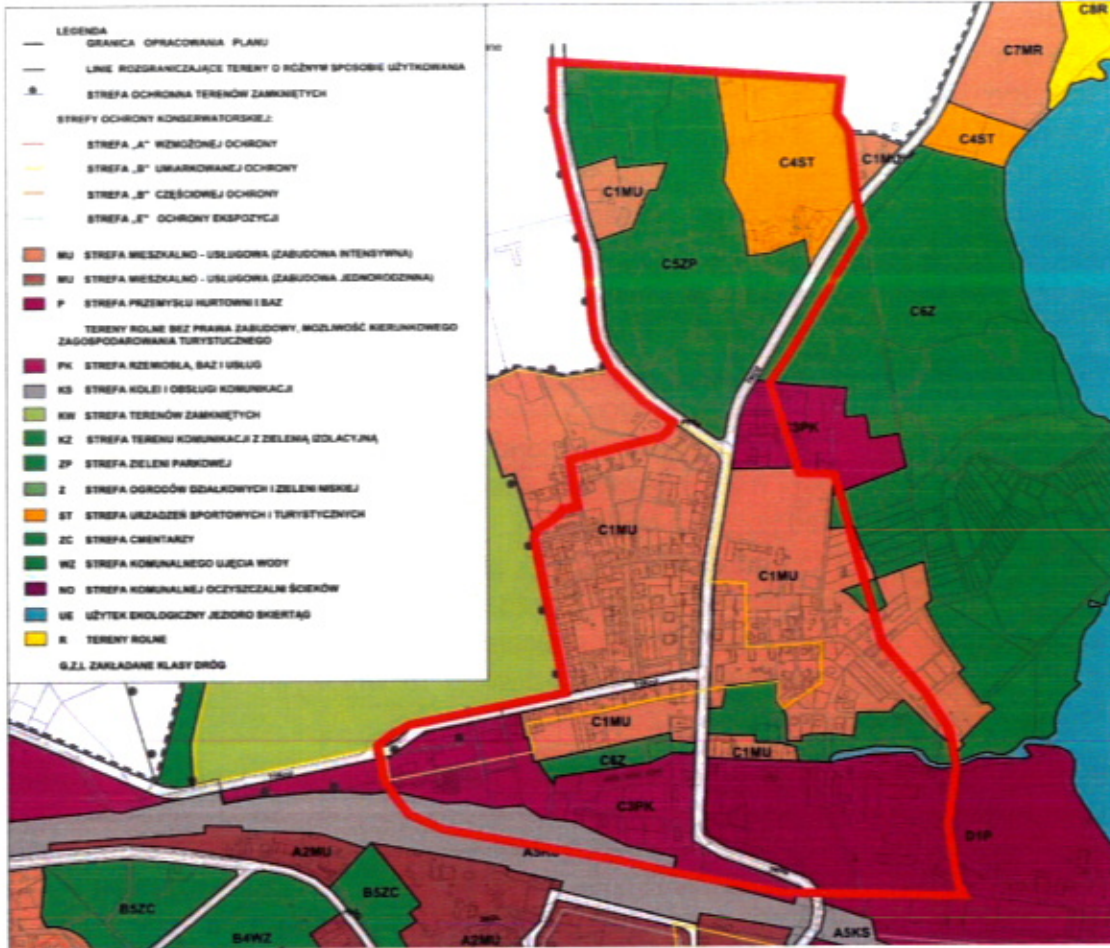 LEGENDA
GRANICA OPRACOWANIA PLANU
LINIE ROZGRANICZAJĄCE TERENY O RÓŻNYM SPOSOBIE UŻYTKOWANIA
STREFA OCHRONNA TERENÓW ZAMKNIĘTYCH
STREFY OCHRONY KONSERWATORSKIEJ:
STREFA „A" WZMOŻONEJ OCHRONY
STREFA „B" UMIARKOWANEJ OCHRONY
STREFA „B" CZĘŚCIOWEJ OCHRONY
STREFA „E" OCHRONY EKSPOZYCJI
MU STREFA MIESZKALNO - USŁUGOWA (ZABUDOWA INTENSYWNA)
MU STREFA MIESZKALNO - USŁUGOWA (ZABUDOWA JEDNORODZINNA)
P STREFA PRZEMYSŁU HURTOWNI I BAZ
TERENY ROLNE BEZ PRAWA ZABUDOWY, MOŻLIWOŚĆ KIERUNKOWEGO
ZAGOSPODAROWANIA TURYSTUCZNEGO
PK STREFA RZEMIOSŁA, BAZ I USŁUG
KS STREFA KOLEI I OBSŁUGI KOMUNIKACJI
KW STREFA TERENÓW ZAMKNIĘTYCH
KZ STREFA TERENU KOMUNIKACJI Z ZIELENIĄ IZOLACYJNĄ
ZP STREFA ZIELENI PARKOWEJ
Z STREFA OGRODÓW DZIAŁKOWYCH I ZIELENI NISKIEJ
ST STREFA URZĄDZEŃ SPORTOWYCH I TURYSTYCZNYCH
ZC STREFA CMENTARZY
WZ STREFA KOMUNALNEGO UJĘCIA WODY
NO STREFA KOMUNALNEJ OCZYSZCZALNI ŚCIEKÓW
UE UŻYTEK EKOLOGICZNY JEZIORO SKIERTĄG
R TERENY ROLNE
G,Z,L ZAKŁADANE KLASY DRÓG
C8R
C7MR
C4ST
C4ST
C1MU
C1MU
C5ZP
C6Z
C3PK
C1MU
C1MU
C1MU
C1MU
C6Z
C3PK
D1P
A5KS
A2MU
B5ZC
B5ZC
B4WZ
A2MU
A5KS